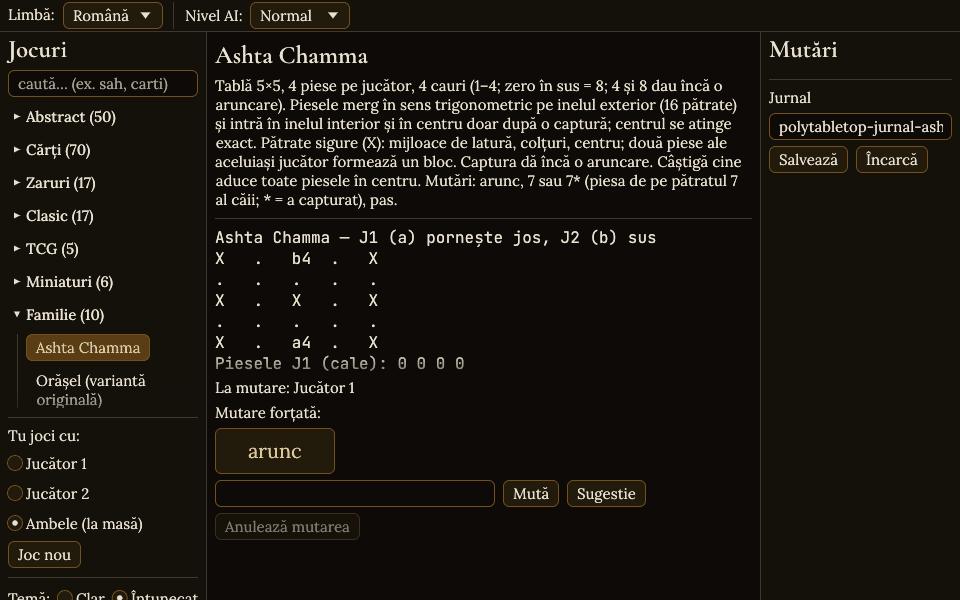 Limbă: Română ▼ Nivel AI: Normal ▼
Jocuri
caută... (ex. sah, carti)
▸ Abstract (50)
▸ Cărți (70)
▸ Zaruri (17)
▸ Clasic (17)
▸ TCG (5)
▸ Miniaturi (6)
▾ Familie (10)
Ashta Chamma
Orășel (variantă
originală)
Tu joci cu:
Jucător 1
Jucător 2
Ambele (la masă)
Joc nou
Temă: Clar Întunecat
Ashta Chamma
Tablă 5×5, 4 piese pe jucător, 4 cauri (1–4; zero în sus = 8; 4 și 8 dau încă o
aruncare). Piesele merg în sens trigonometric pe inelul exterior (16 pătrate)
și intră în inelul interior și în centru doar după o captură; centrul se atinge
exact. Pătrate sigure (X): mijloace de latură, colțuri, centru; două piese ale
aceluiași jucător formează un bloc. Captura dă încă o aruncare. Câștigă cine
aduce toate piesele în centru. Mutări: arunc, 7 sau 7* (piesa de pe pătratul 7
al căii; * = a capturat), pas.
Ashta Chamma — J1 (a) pornește jos, J2 (b) sus
X . b4 . X
. . . . .
X . X . X
. . . . .
X . a4 . X
Piesele J1 (cale): 0 0 0 0
La mutare: Jucător 1
Mutare forțată:
arunc
Mută Sugestie
Anulează mutarea
Mutări
Jurnal
polytabletop-jurnal-ash
Salvează Încarcă